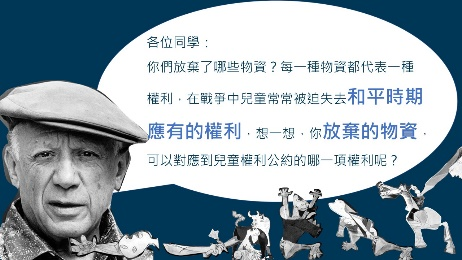 各位同學：
你們放棄了哪些物資？每一種物資都代表一種
權利，在戰爭中兒童常常被迫失去和平時期
應有的權利，想一想，你放棄的物資，
可以對應到兒童權利公約的哪一項權利呢？